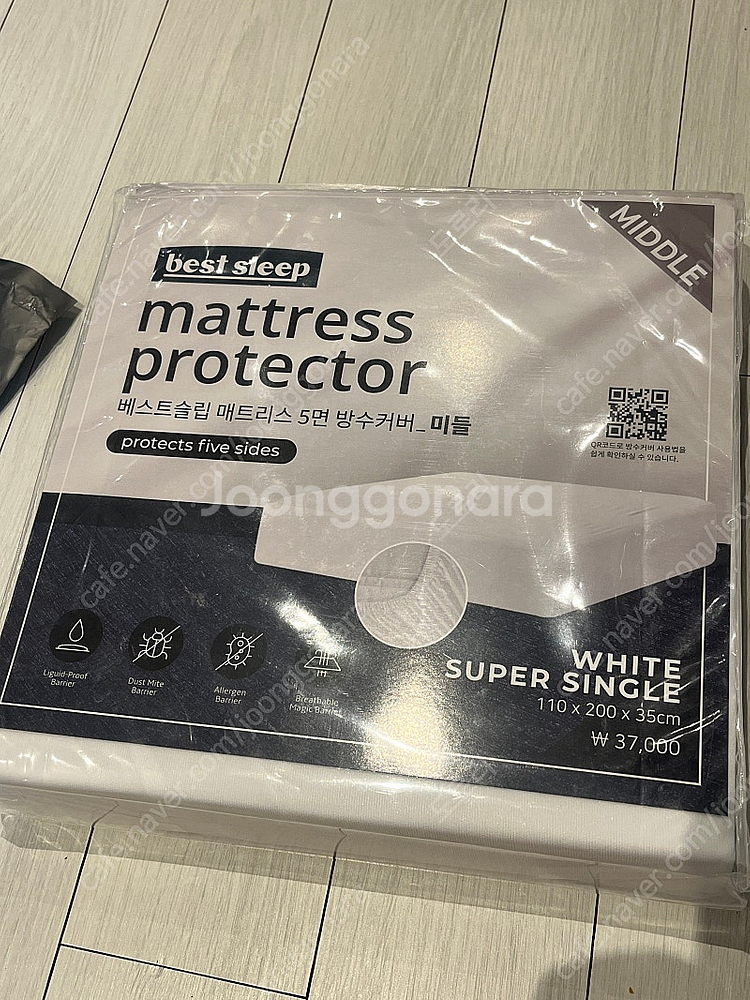 MIDDLE
best sleep
mattress
protector
베스트슬립 매트리스 5면 방수커버_ 미들
protects five sides
QR코드로 방수커버 사용법을
쉽게 확인하실 수 있습니다.
Joonggonara
Liquid-Proof
Barrier
Dust Mite
Barrier
Allergen
Barrier
Breathable
Magic Barrier
WHITE
SUPER SINGLE
110 x 200 x 35cm
₩ 37,000
cafe.naver.com/joonggonara